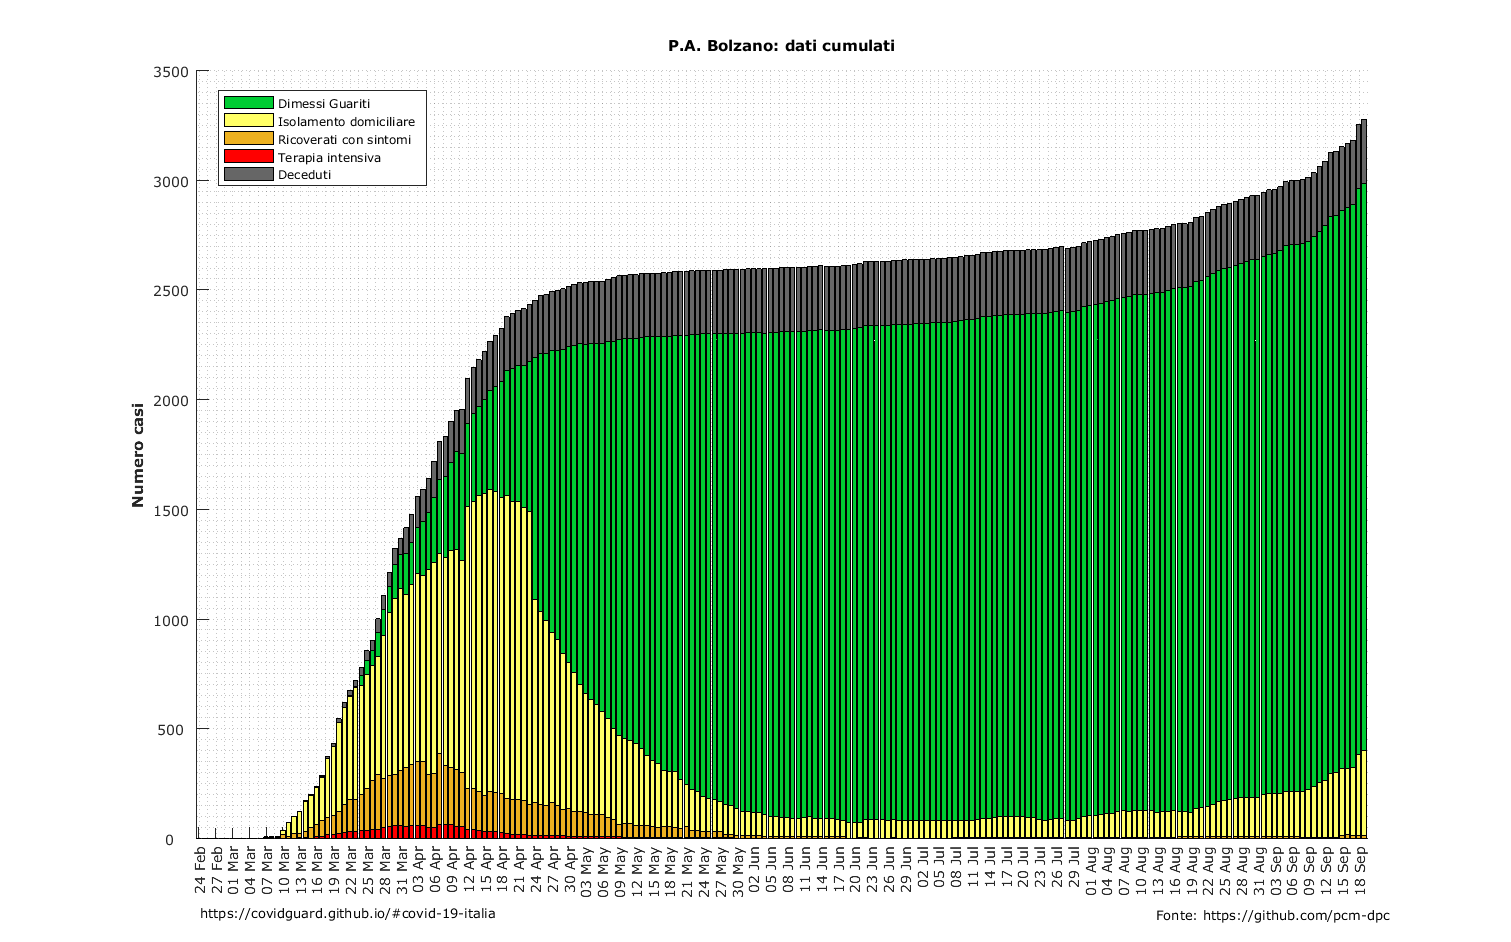 P.A. Bolzano: dati cumulati
3500
3000
2500
2000
1500
1000
500
0
Numero casi
Dimessi Guariti
Isolamento domiciliare
Ricoverati con sintomi
Terapia intensiva
Deceduti
24 Feb
27 Feb
01 Mar
04 Mar
07 Mar
10 Mar
13 Mar
16 Mar
19 Mar
22 Mar
25 Mar
28 Mar
31 Mar
03 Apr
06 Apr
09 Apr
12 Apr
15 Apr
18 Apr
21 Apr
24 Apr
27 Apr
30 Apr
03 May
06 May
09 May
12 May
15 May
18 May
21 May
24 May
27 May
30 May
02 Jun
05 Jun
08 Jun
11 Jun
14 Jun
17 Jun
20 Jun
23 Jun
26 Jun
29 Jun
02 Jul
05 Jul
08 Jul
11 Jul
14 Jul
17 Jul
20 Jul
23 Jul
26 Jul
29 Jul
01 Aug
04 Aug
07 Aug
10 Aug
13 Aug
16 Aug
19 Aug
22 Aug
25 Aug
28 Aug
31 Aug
03 Sep
06 Sep
09 Sep
12 Sep
15 Sep
18 Sep
https://covidguard.github.io/#covid-19-italia
Fonte: https://github.com/pcm-dpc